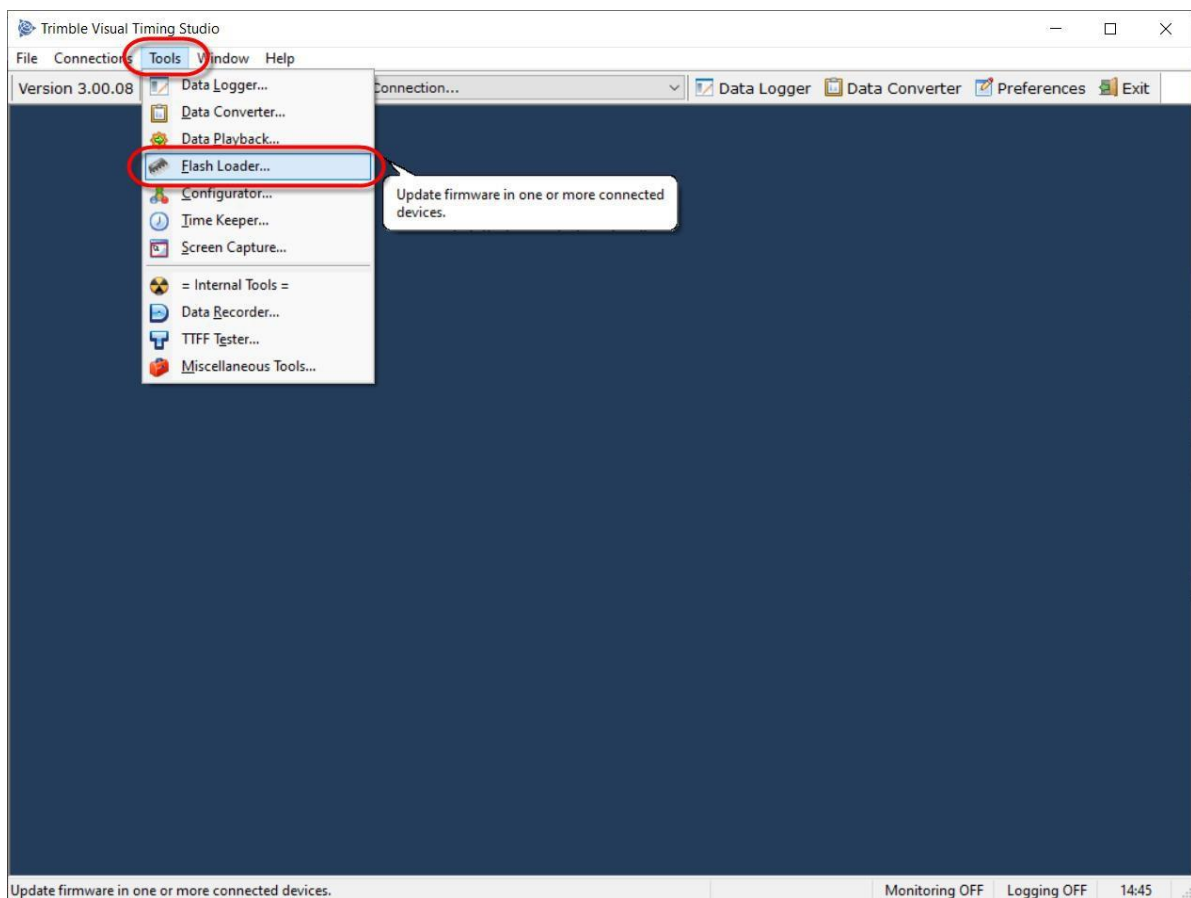 Trimble Visual Timing Studio
File Connections Tools Window Help
Version 3.00.08 Connection... Data Logger Data Converter Preferences Exit
Data Logger...
Data Converter...
Data Playback...
Flash Loader...
Update firmware in one or more connected
devices.
Configurator...
Time Keeper...
Screen Capture...
= Internal Tools =
Data Recorder...
TTFF Tester...
Miscellaneous Tools...
Update firmware in one or more connected devices. Monitoring OFF Logging OFF 14:45